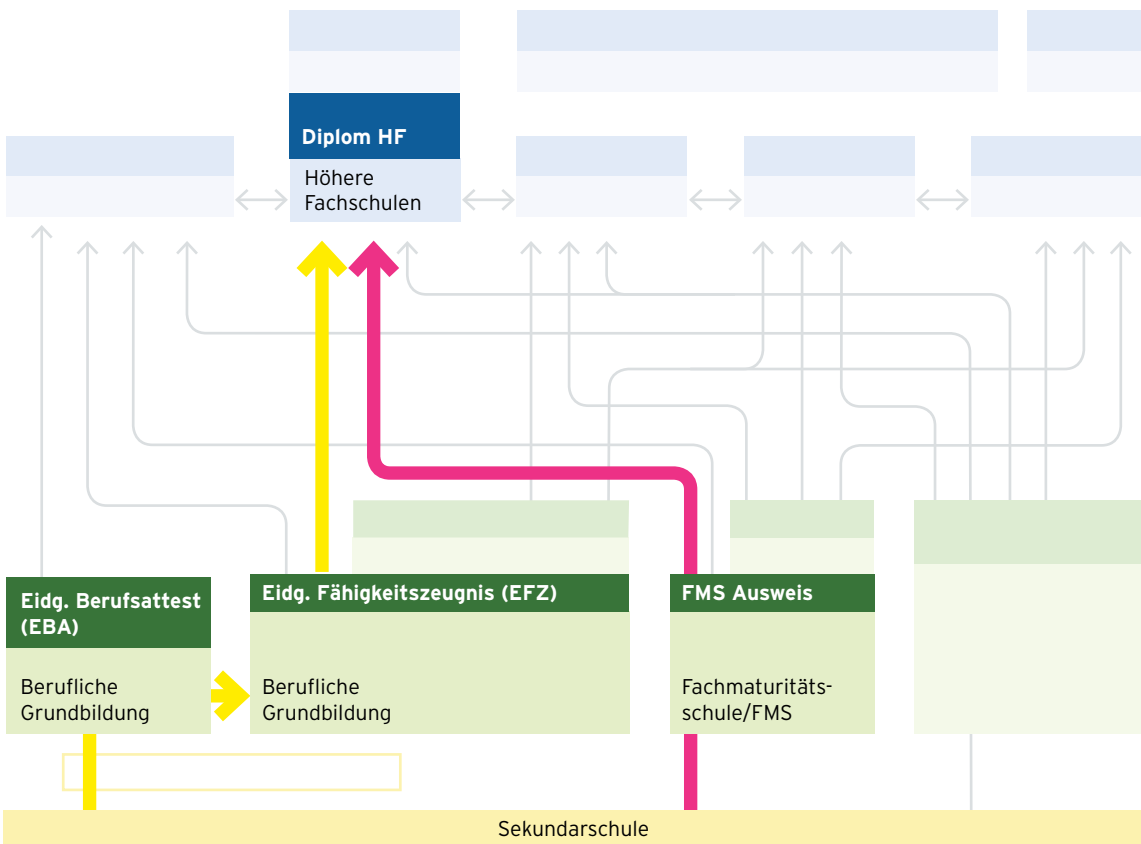 Diplom HF
Höhere
Fachschulen
Eidg. Berufsattest
(EBA)
Berufliche
Grundbildung
Eidg. Fähigkeitszeugnis (EFZ)
Berufliche
Grundbildung
FMS Ausweis
Fachmaturitäts-
schule/FMS
Sekundarschule